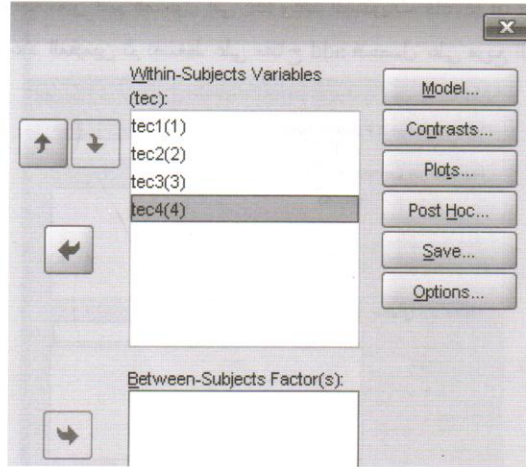 Within-Subjects Variables
(tec):
tec1(1)
tec2(2)
tec3(3)
tec4(4)
Model...
Contrasts...
Plots...
Post Hoc...
Save...
Options...
Between-Subjects Factor(s):